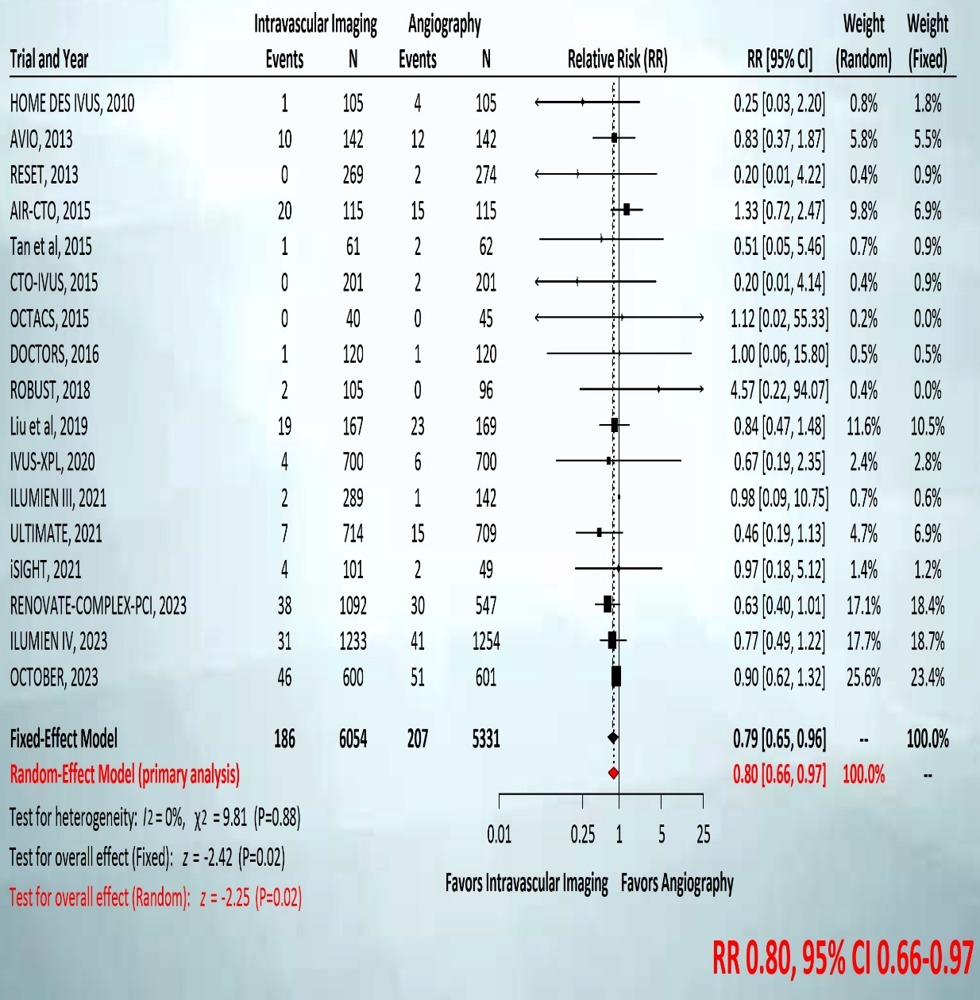 Intravascular Imaging Angiography Weight Weight
Trial and Year Events N Events N Relative Risk (RR) RR [95% CI] (Random) (Fixed)
HOME DES IVUS, 2010 1 105 4 105 0.25 [0.03, 2.20] 0.8% 1.8%
AVIO, 2013 10 142 12 142 0.83 [0.37, 1.87] 5.8% 5.5%
RESET, 2013 0 269 2 274 0.20 [0.01, 4.22] 0.4% 0.9%
AIR-CTO, 2015 20 115 15 115 1.33 [0.72, 2.47] 9.8% 6.9%
Tan et al, 2015 1 61 2 62 0.51 [0.05, 5.46] 0.7% 0.9%
CTO-IVUS, 2015 0 201 2 201 0.20 [0.01, 4.14] 0.4% 0.9%
OCTACS, 2015 0 40 0 45 1.12 [0.02, 55.33] 0.2% 0.0%
DOCTORS, 2016 1 120 1 120 1.00 [0.06, 15.80] 0.5% 0.5%
ROBUST, 2018 2 105 0 96 4.57 [0.22, 94.07] 0.4% 0.0%
Liu et al, 2019 19 167 23 169 0.84 [0.47, 1.48] 11.6% 10.5%
IVUS-XPL, 2020 4 700 6 700 0.67 [0.19, 2.35] 2.4% 2.8%
ILUMIEN III, 2021 2 289 1 142 0.98 [0.09, 10.75] 0.7% 0.6%
ULTIMATE, 2021 7 714 15 709 0.46 [0.19, 1.13] 4.7% 6.9%
iSIGHT, 2021 4 101 2 49 0.97 [0.18, 5.12] 1.4% 1.2%
RENOVATE-COMPLEX-PCI, 2023 38 1092 30 547 0.63 [0.40, 1.01] 17.1% 18.4%
ILUMIEN IV, 2023 31 1233 41 1254 0.77 [0.49, 1.22] 17.7% 18.7%
OCTOBER, 2023 46 600 51 601 0.90 [0.62, 1.32] 25.6% 23.4%
Fixed-Effect Model 186 6054 207 5331 0.79 [0.65, 0.96] -- 100.0%
Random-Effect Model (primary analysis) 0.80 [0.66, 0.97] 100.0% --
Test for heterogeneity: I2 = 0%, χ2 = 9.81 (P=0.88)
0.01 0.25 1 5 25
Test for overall effect (Fixed): z = -2.42 (P=0.02)
Favors Intravascular Imaging Favors Angiography
Test for overall effect (Random): z = -2.25 (P=0.02)
RR 0.80, 95% CI 0.66-0.97